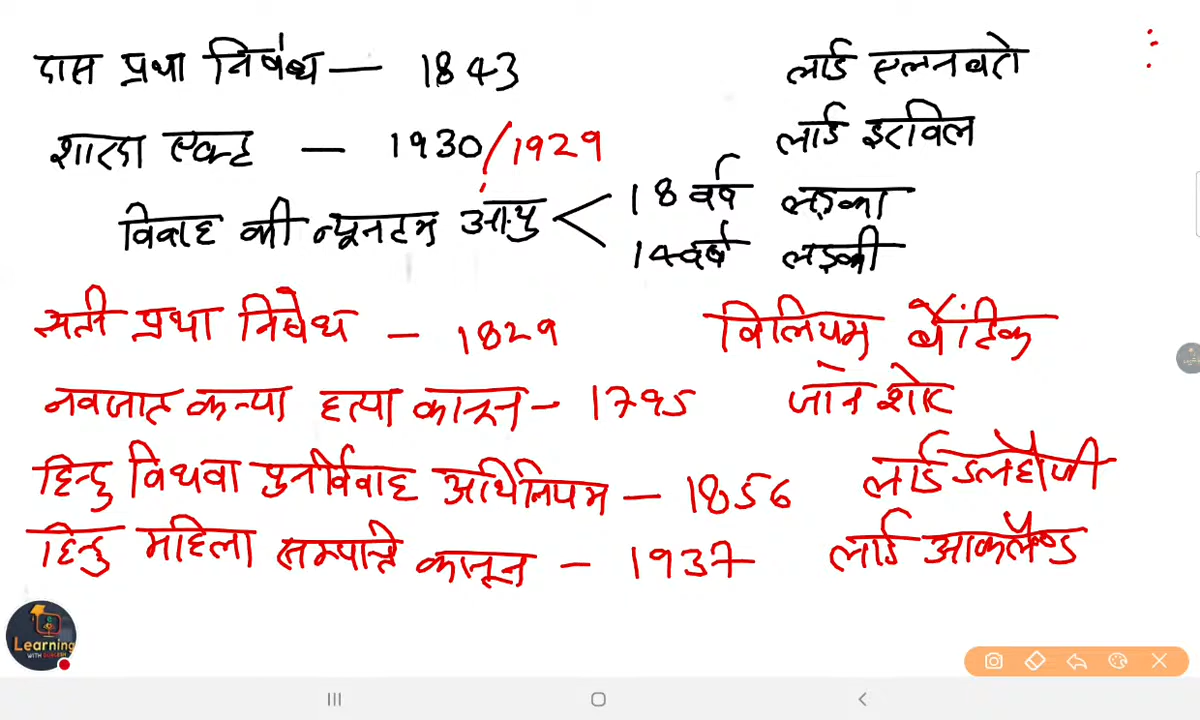 दास प्रथा निषेध — 1843 लार्ड एलनबरो
शारदा एक्ट — 1930/1929 लार्ड इरविल
विवाह की न्यूनटम आयु < 18 वर्ष लड़का
14 वर्ष लड़की
सती प्रथा निषेध — 1829 विलियम बैंटिक
नवजात कन्या हत्या कानून — 1795 जॉन शोर
हिन्दु विधवा पुनर्विवाह अधिनियम — 1856 लार्ड डलहौजी
हिन्दु महिला सम्पत्ति कानून — 1937 लार्ड आकलैण्ड
Learning